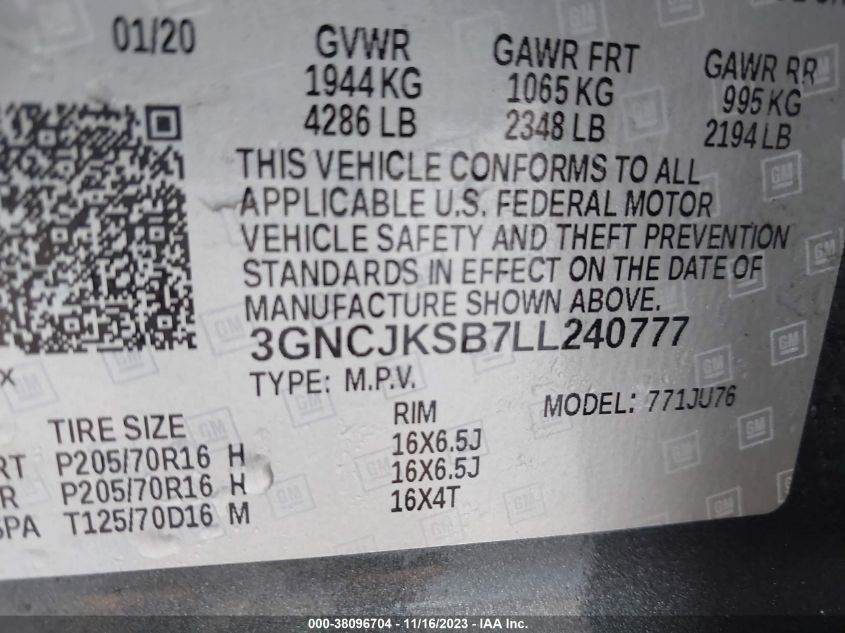 01/20 GVWR GAWR FRT GAWR RR
1944 KG 1065 KG 995 KG
4286 LB 2348 LB 2194 LB
THIS VEHICLE CONFORMS TO ALL
APPLICABLE U.S. FEDERAL MOTOR
VEHICLE SAFETY AND THEFT PREVENTION
STANDARDS IN EFFECT ON THE DATE OF
MANUFACTURE SHOWN ABOVE.
3GNCJKSB7LL240777
TYPE: M.P.V. MODEL: 771JU76
TIRE SIZE RIM
RT P205/70R16 H 16X6.5J
R P205/70R16 H 16X6.5J
SPA T125/70D16 M 16X4T
000-38096704 - 11/16/2023 - IAA Inc.